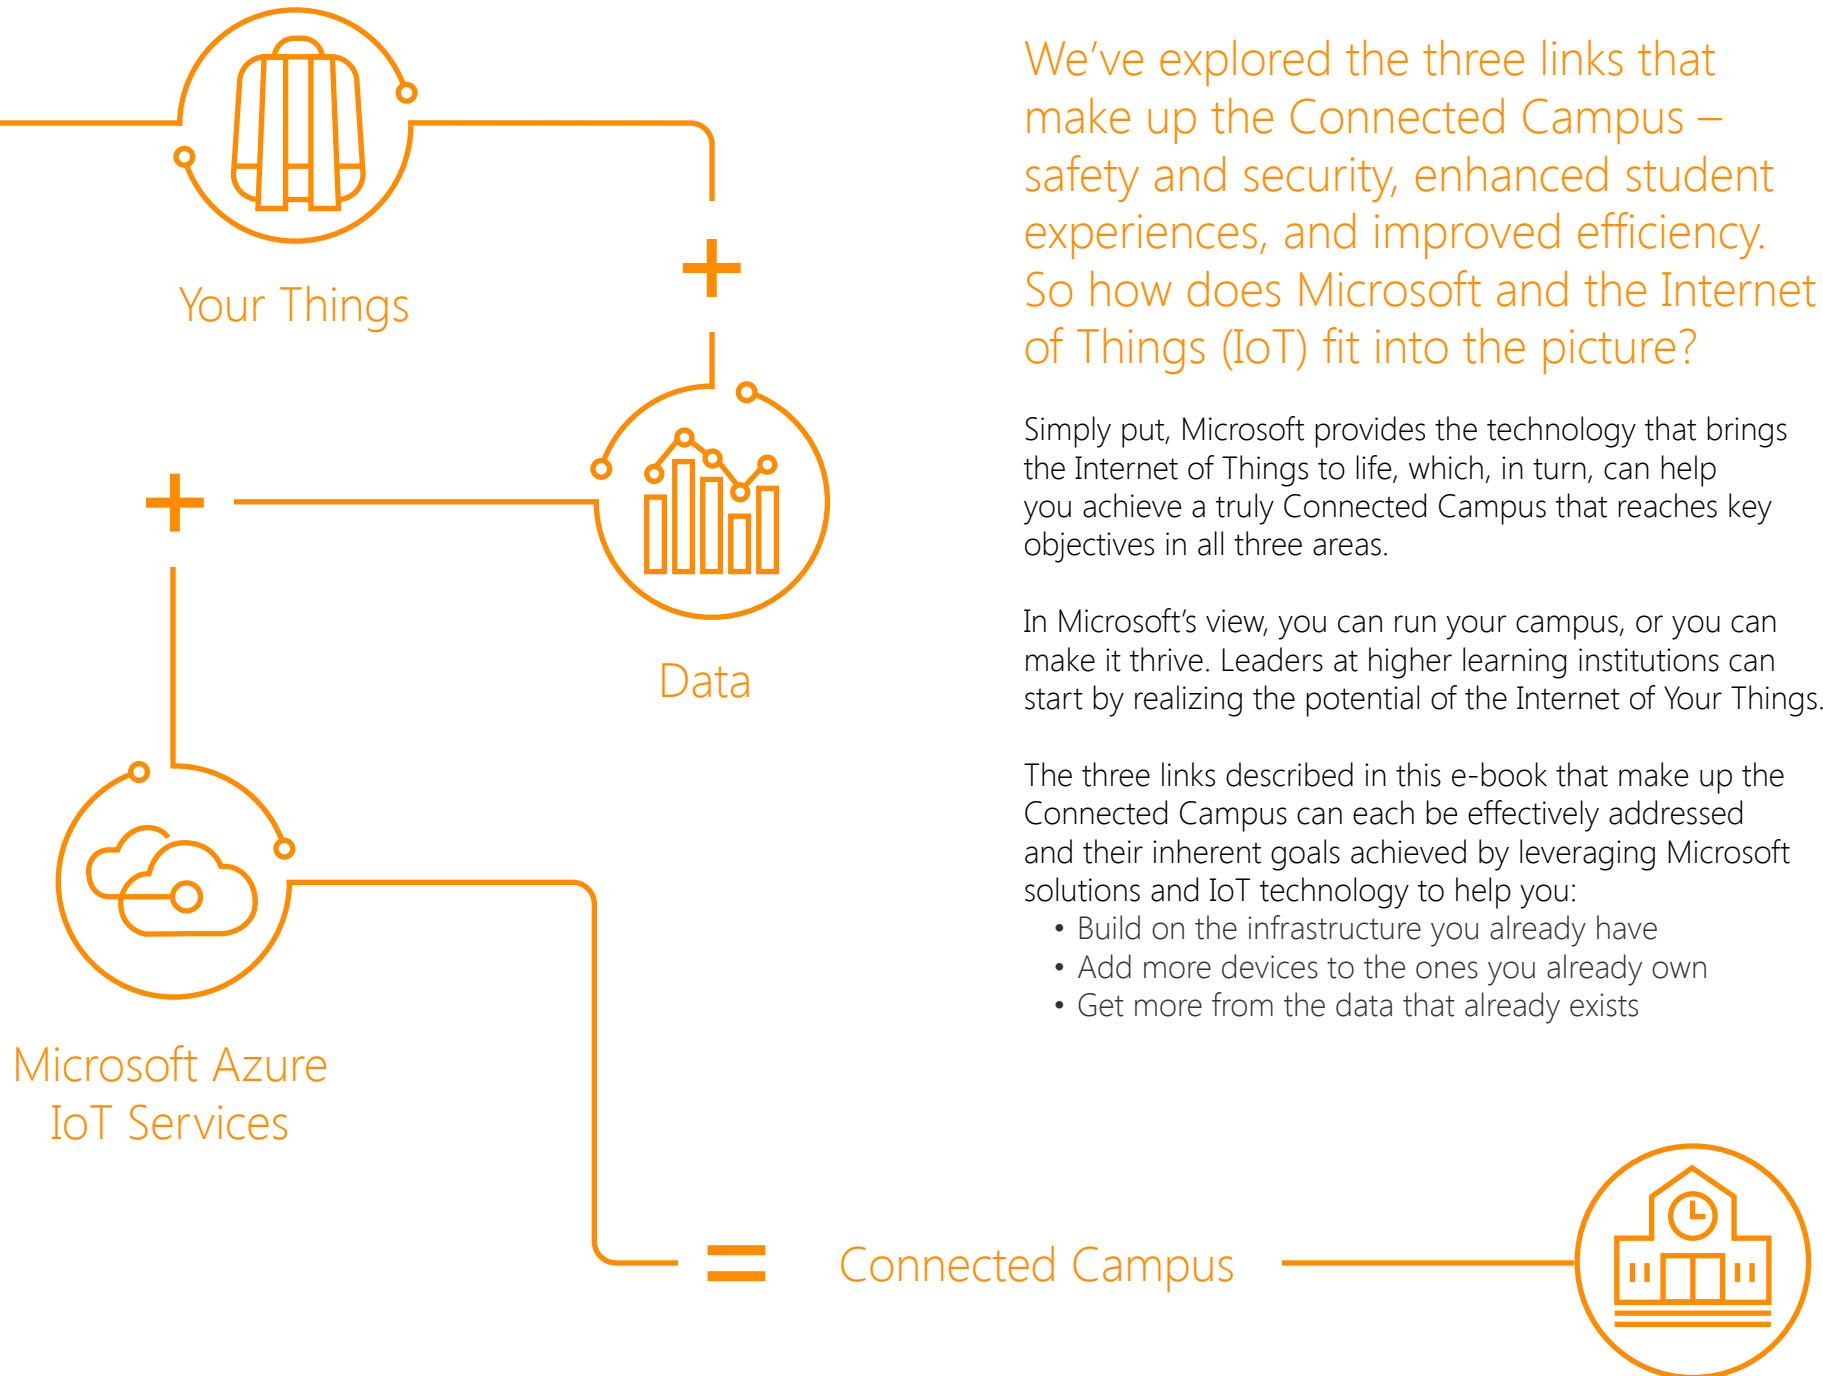 Your Things
+
Data
+
Microsoft Azure
IoT Services
=
Connected Campus
We’ve explored the three links that
make up the Connected Campus –
safety and security, enhanced student
experiences, and improved efficiency.
So how does Microsoft and the Internet
of Things (IoT) fit into the picture?
Simply put, Microsoft provides the technology that brings
the Internet of Things to life, which, in turn, can help
you achieve a truly Connected Campus that reaches key
objectives in all three areas.
In Microsoft’s view, you can run your campus, or you can
make it thrive. Leaders at higher learning institutions can
start by realizing the potential of the Internet of Your Things.
The three links described in this e-book that make up the
Connected Campus can each be effectively addressed
and their inherent goals achieved by leveraging Microsoft
solutions and IoT technology to help you:
• Build on the infrastructure you already have
• Add more devices to the ones you already own
• Get more from the data that already exists